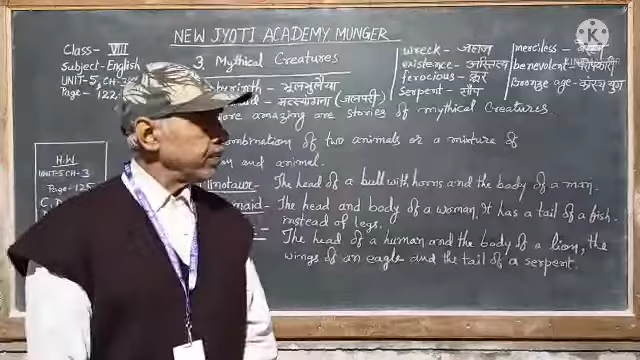 NEW JYOTI ACADEMY MUNGER
Class- VIII
Subject- English
UNIT-5, CH-
Page- 122
3. Mythical Creatures
भूलभुलैया
मत्स्यांगना (जलपरी)
wreck- जहाज
existence- अस्तित्व
ferocious- क्रूर
Serpent- साँप
merciless-
benevolent- परोपकारी
Bronze age- कांस्य युग
amazing are stories of mythical creatures.
combination of two animals or a mixture of
and animal.
Minotaur- The head of a bull with horns and the body of a man.
The head and body of a woman. It has a tail of a fish
instead of legs.
The head of a human and the body of a lion, the
wings of an eagle and the tail of a serpent.
H.W
UNIT-5 CH-3
Page- 125